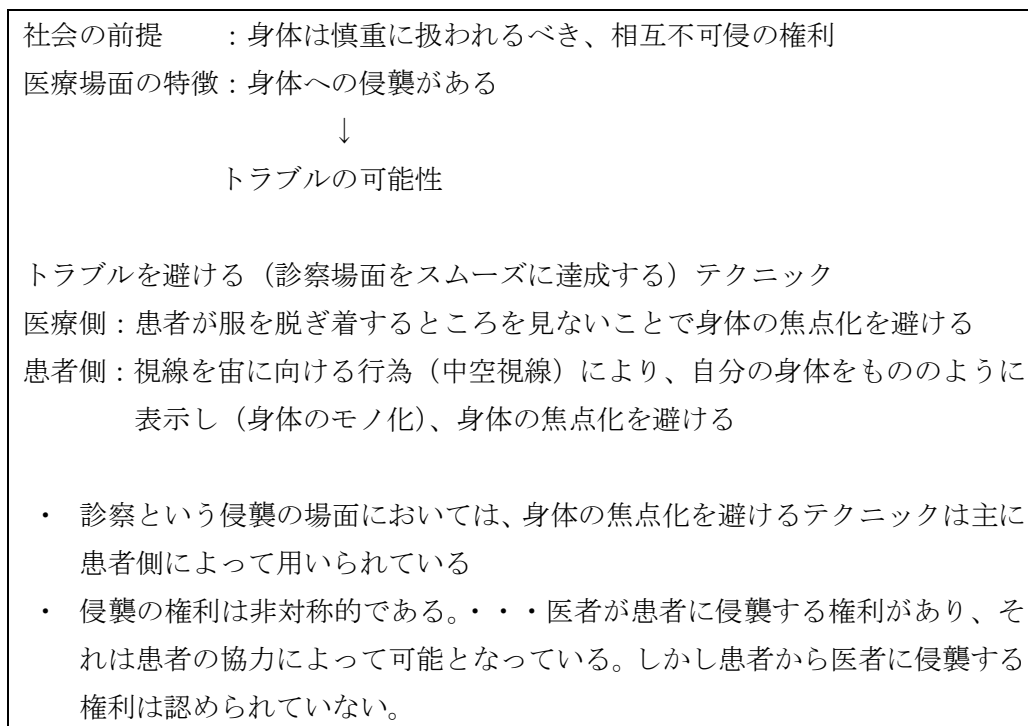 社会の前提　　：身体は慎重に扱われるべき、相互不可侵の権利
医療場面の特徴：身体への侵襲がある
↓
トラブルの可能性
トラブルを避ける（診察場面をスムーズに達成する）テクニック
医療側：患者が服を脱ぎ着するところを見ないことで身体の焦点化を避ける
患者側：視線を宙に向ける行為（中空視線）により、自分の身体をもののように
表示し（身体のモノ化）、身体の焦点化を避ける
・ 診察という侵襲の場面においては、身体の焦点化を避けるテクニックは主に
患者側によって用いられている
・ 侵襲の権利は非対称的である。・・・医者が患者に侵襲する権利があり、そ
れは患者の協力によって可能となっている。しかし患者から医者に侵襲する
権利は認められていない。